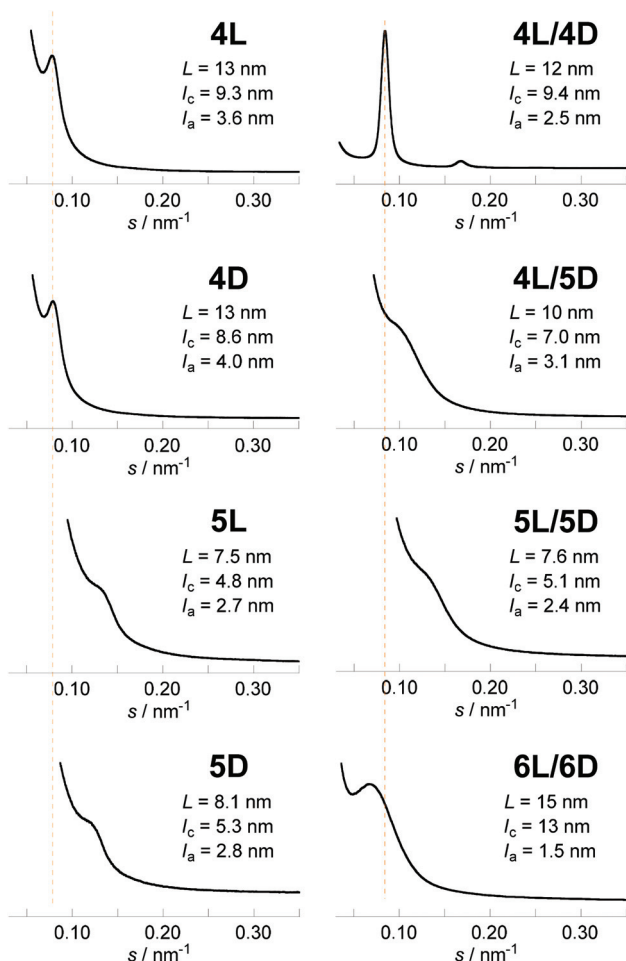 4L
L = 13 nm
lc = 9.3 nm
la = 3.6 nm
0.10 0.20 0.30
s / nm-1
4L/4D
L = 12 nm
lc = 9.4 nm
la = 2.5 nm
0.10 0.20 0.30
s / nm-1
4D
L = 13 nm
lc = 8.6 nm
la = 4.0 nm
0.10 0.20 0.30
s / nm-1
4L/5D
L = 10 nm
lc = 7.0 nm
la = 3.1 nm
0.10 0.20 0.30
s / nm-1
5L
L = 7.5 nm
lc = 4.8 nm
la = 2.7 nm
0.10 0.20 0.30
s / nm-1
5L/5D
L = 7.6 nm
lc = 5.1 nm
la = 2.4 nm
0.10 0.20 0.30
s / nm-1
5D
L = 8.1 nm
lc = 5.3 nm
la = 2.8 nm
0.10 0.20 0.30
s / nm-1
6L/6D
L = 15 nm
lc = 13 nm
la = 1.5 nm
0.10 0.20 0.30
s / nm-1